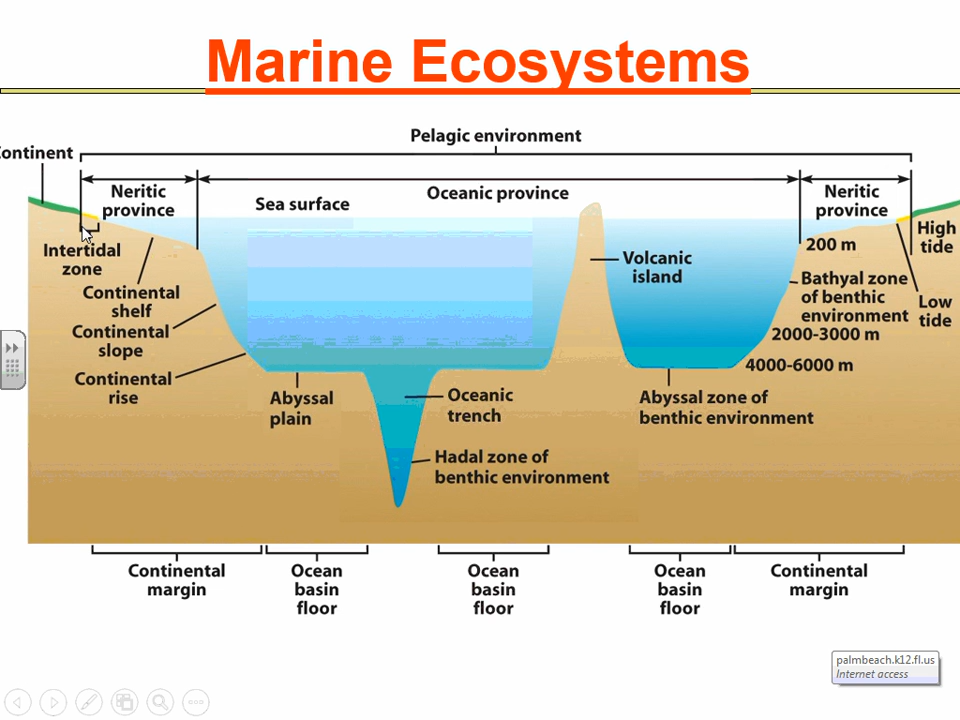 Marine Ecosystems
Pelagic environment
Continent
Neritic
province
Oceanic province
Neritic
province
Sea surface
High
tide
200 m
Intertidal
zone
Volcanic
island
Bathyal zone
of benthic
environment
Continental
shelf
Low
tide
Continental
slope
2000-3000 m
4000-6000 m
Continental
rise
Abyssal
plain
Oceanic
trench
Abyssal zone of
benthic environment
Hadal zone of
benthic environment
Continental
margin
Ocean
basin
floor
Ocean
basin
floor
Ocean
basin
floor
Continental
margin
palmbeach.k12.fl.us
Internet access